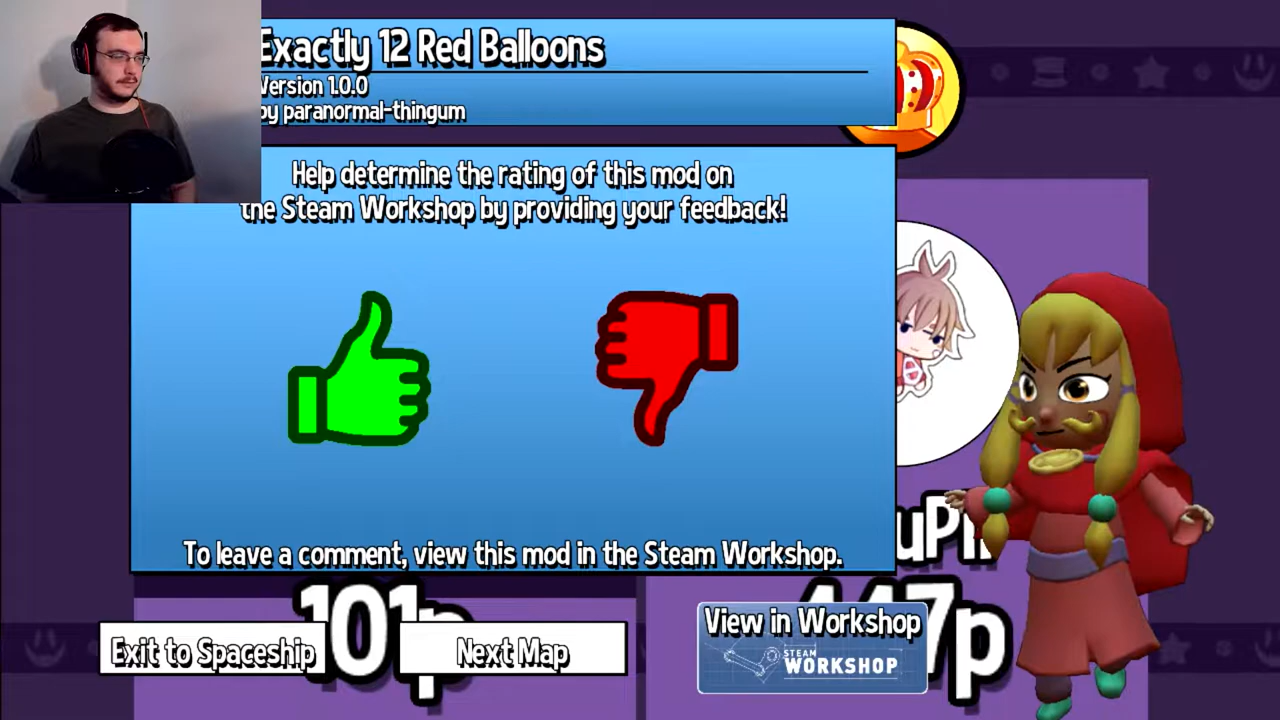 Exactly 12 Red Balloons
Version 1.0.0
by paranormal-thingum
Help determine the rating of this mod on
the Steam Workshop by providing your feedback!
To leave a comment, view this mod in the Steam Workshop.
101p
447p
Exit to Spaceship
Next Map
View in Workshop
STEAM
WORKSHOP